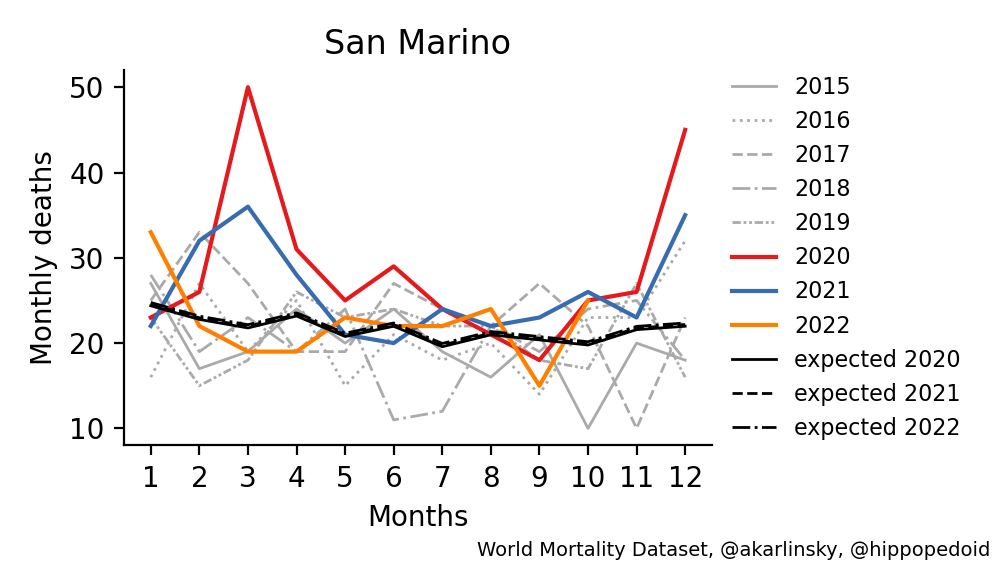 San Marino
Monthly deaths
50
40
30
20
10
1 2 3 4 5 6 7 8 9 10 11 12
Months
2015
2016
2017
2018
2019
2020
2021
2022
expected 2020
expected 2021
expected 2022
World Mortality Dataset, @akarlinsky, @hippopedoid